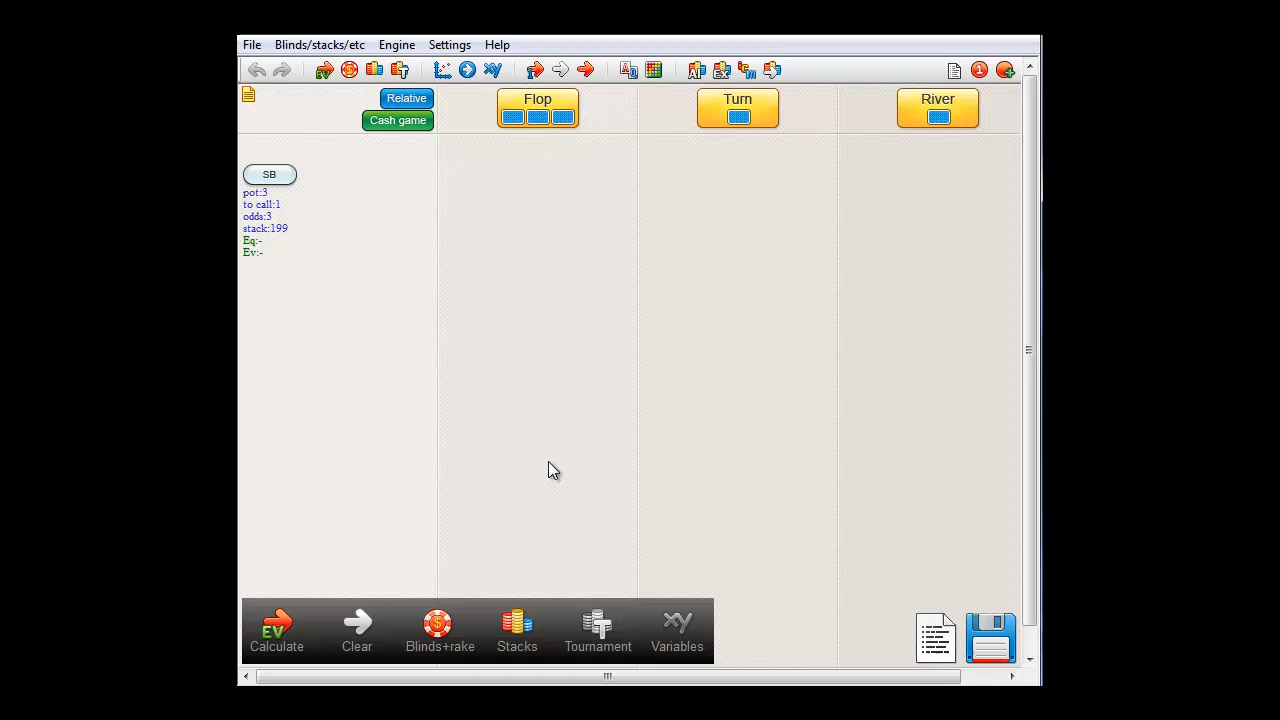 File Blinds/stacks/etc Engine Settings Help
Relative
Cash game
Flop
Turn
River
SB
pot:3
to call:1
odds:3
stack:199
Eq:-
Ev:-
Calculate Clear Blinds+rake Stacks Tournament Variables